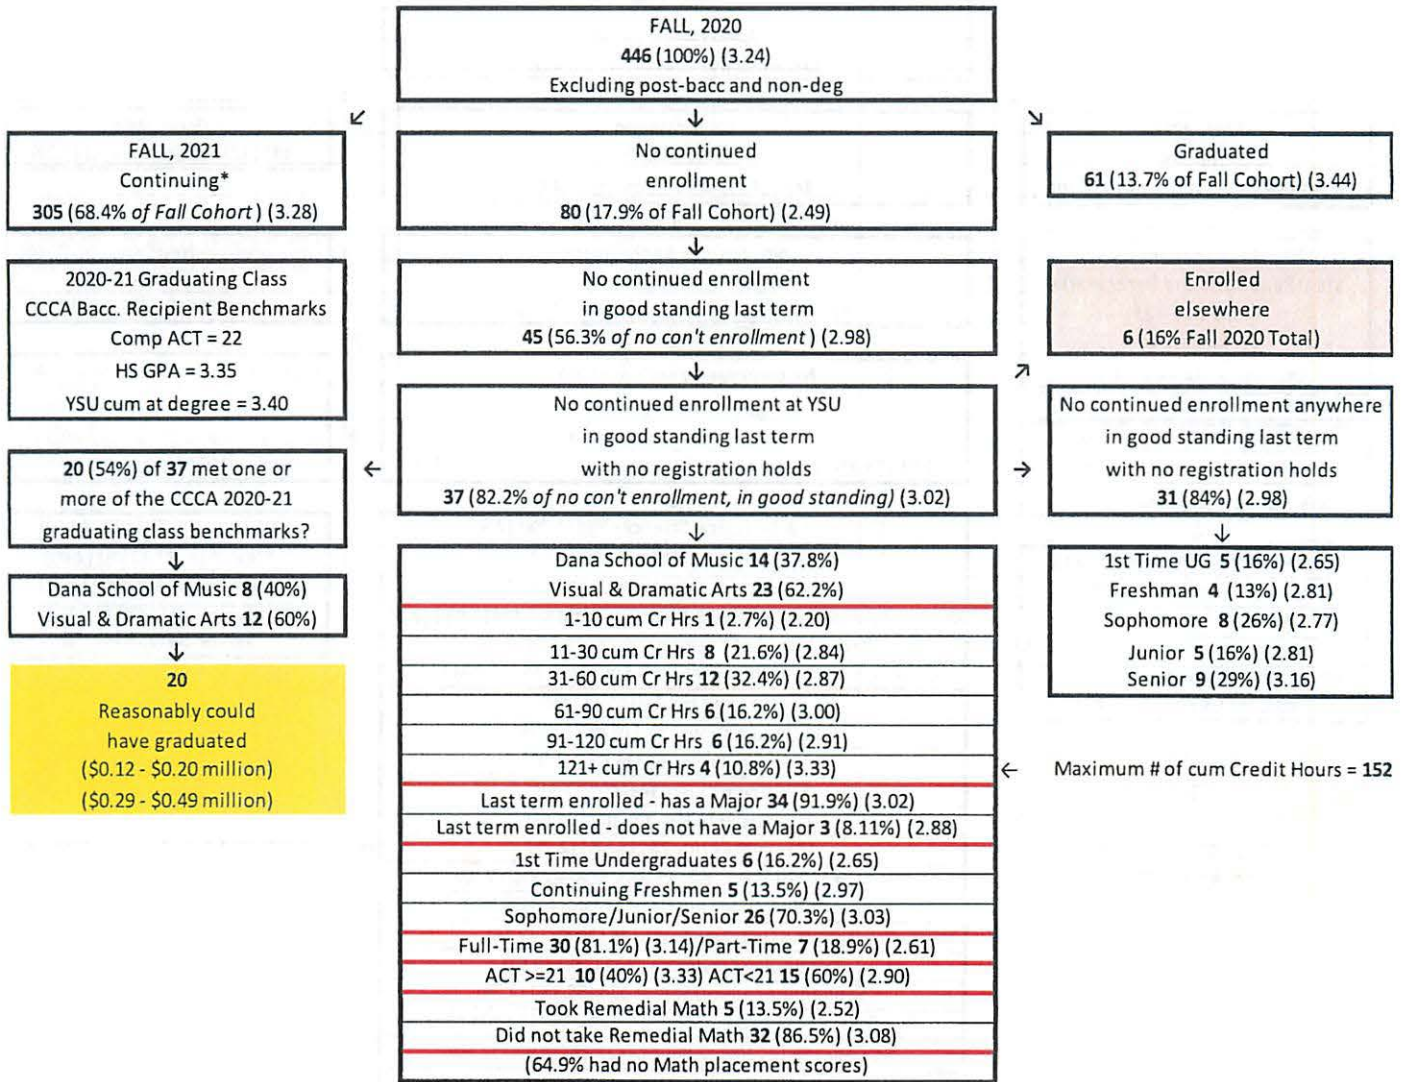 FALL, 2020
446 (100%) (3.24)
Excluding post-bacc and non-deg
↙ ↓ ↘
FALL, 2021
Continuing*
305 (68.4% of Fall Cohort) (3.28)
No continued
enrollment
80 (17.9% of Fall Cohort) (2.49)
Graduated
61 (13.7% of Fall Cohort) (3.44)
↓
2020-21 Graduating Class
CCCA Bacc. Recipient Benchmarks
Comp ACT = 22
HS GPA = 3.35
YSU cum at degree = 3.40
No continued enrollment
in good standing last term
45 (56.3% of no con't enrollment) (2.98)
Enrolled
elsewhere
6 (16% Fall 2020 Total)
↓ ↗
No continued enrollment at YSU
in good standing last term
with no registration holds
37 (82.2% of no con't enrollment, in good standing) (3.02)
No continued enrollment anywhere
in good standing last term
with no registration holds
31 (84%) (2.98)
← →
20 (54%) of 37 met one or
more of the CCCA 2020-21
graduating class benchmarks?
↓
Dana School of Music 8 (40%)
Visual & Dramatic Arts 12 (60%)
↓
20
Reasonably could
have graduated
($0.12 - $0.20 million)
($0.29 - $0.49 million)
↓
Dana School of Music 14 (37.8%)
Visual & Dramatic Arts 23 (62.2%)
1-10 cum Cr Hrs 1 (2.7%) (2.20)
11-30 cum Cr Hrs 8 (21.6%) (2.84)
31-60 cum Cr Hrs 12 (32.4%) (2.87)
61-90 cum Cr Hrs 6 (16.2%) (3.00)
91-120 cum Cr Hrs 6 (16.2%) (2.91)
121+ cum Cr Hrs 4 (10.8%) (3.33)
Last term enrolled - has a Major 34 (91.9%) (3.02)
Last term enrolled - does not have a Major 3 (8.11%) (2.88)
1st Time Undergraduates 6 (16.2%) (2.65)
Continuing Freshmen 5 (13.5%) (2.97)
Sophomore/Junior/Senior 26 (70.3%) (3.03)
Full-Time 30 (81.1%) (3.14)/Part-Time 7 (18.9%) (2.61)
ACT >=21 10 (40%) (3.33) ACT<21 15 (60%) (2.90)
Took Remedial Math 5 (13.5%) (2.52)
Did not take Remedial Math 32 (86.5%) (3.08)
(64.9% had no Math placement scores)
↓
1st Time UG 5 (16%) (2.65)
Freshman 4 (13%) (2.81)
Sophomore 8 (26%) (2.77)
Junior 5 (16%) (2.81)
Senior 9 (29%) (3.16)
← Maximum # of cum Credit Hours = 152